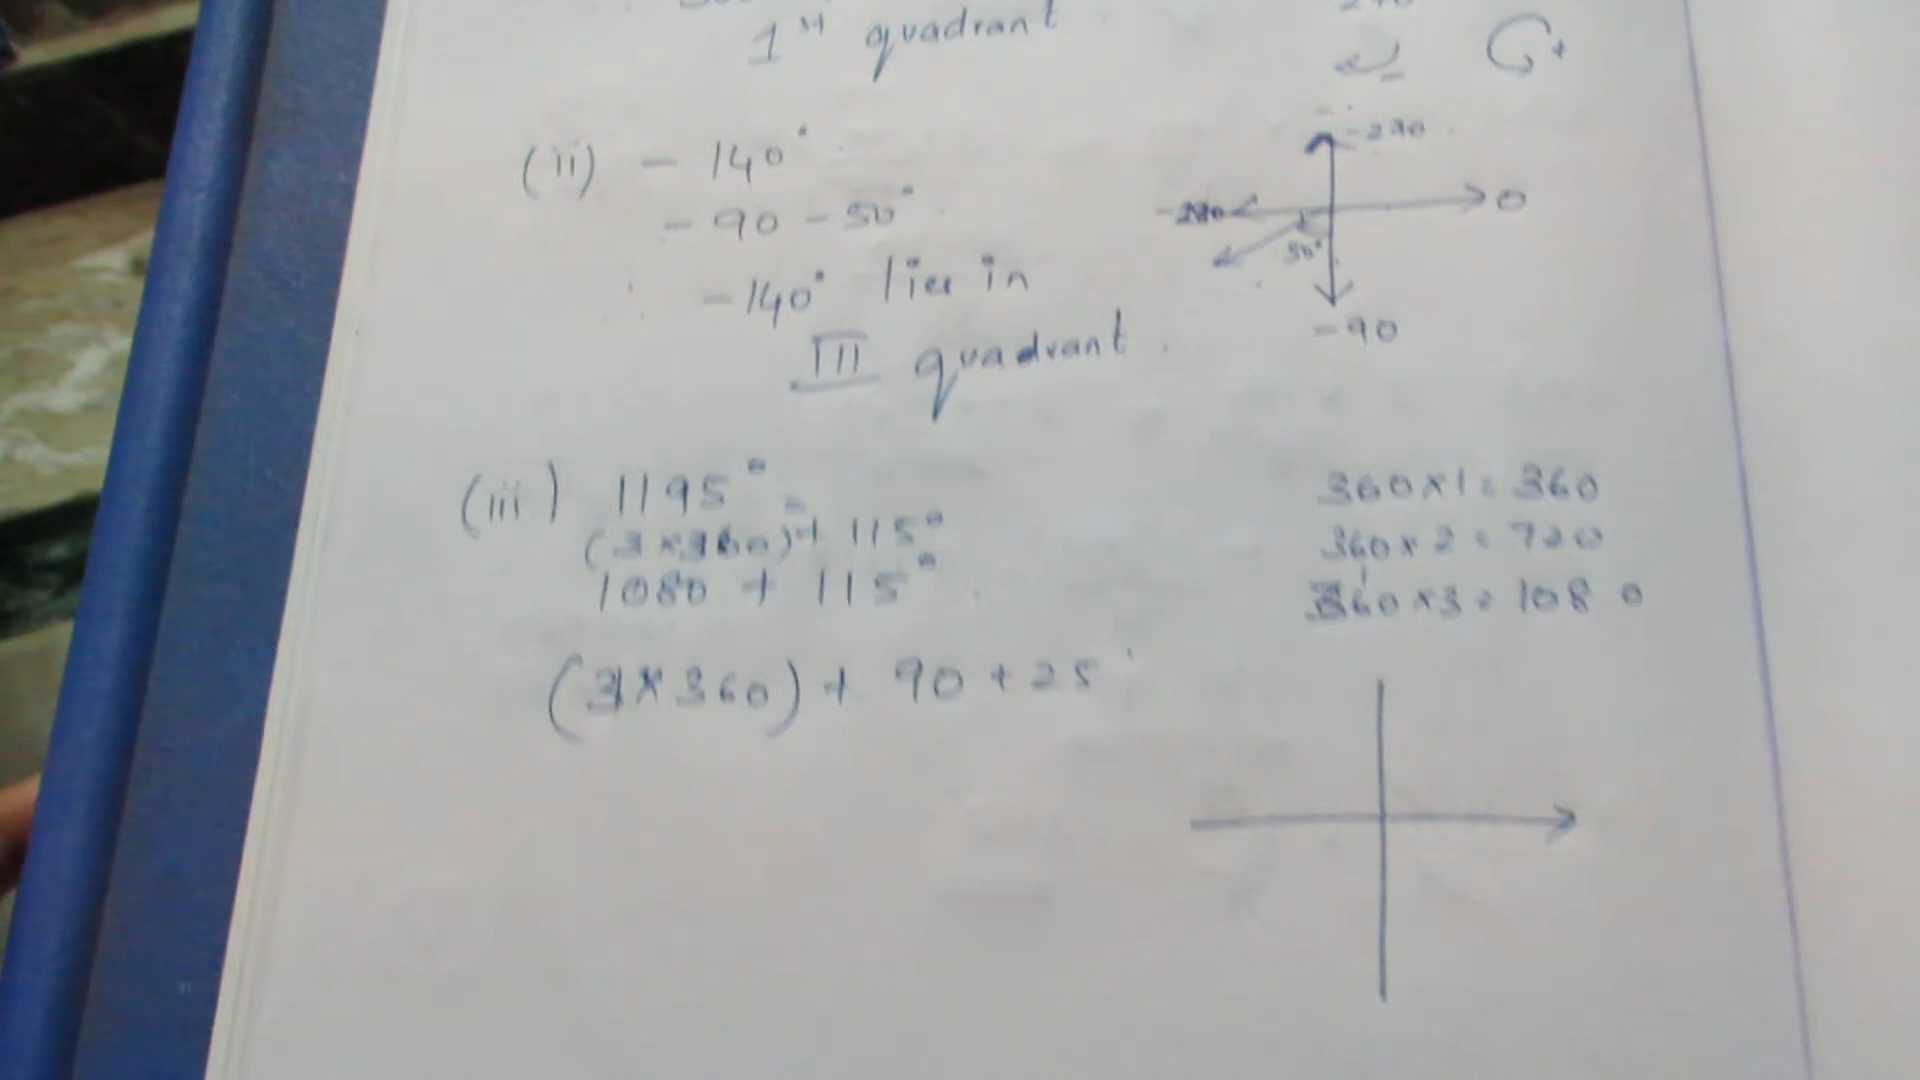 1st quadrant
(ii) - 140°
- 90 - 50°
- 140° lies in
III quadrant.
-270
0
50°
-90
(iii) 1195°
(3 × 360) + 115°
1080 + 115°
(3 × 360) + 90 + 25°
360 × 1 = 360
360 × 2 = 720
360 × 3 = 1080